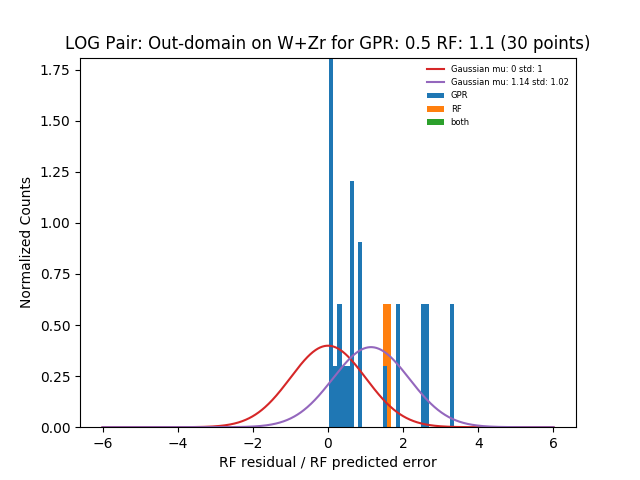 LOG Pair: Out-domain on W+Zr for GPR: 0.5 RF: 1.1 (30 points)
Gaussian mu: 0 std: 1
Gaussian mu: 1.14 std: 1.02
GPR
RF
both
Normalized Counts
1.75
1.50
1.25
1.00
0.75
0.50
0.25
0.00
−6 −4 −2 0 2 4 6
RF residual / RF predicted error